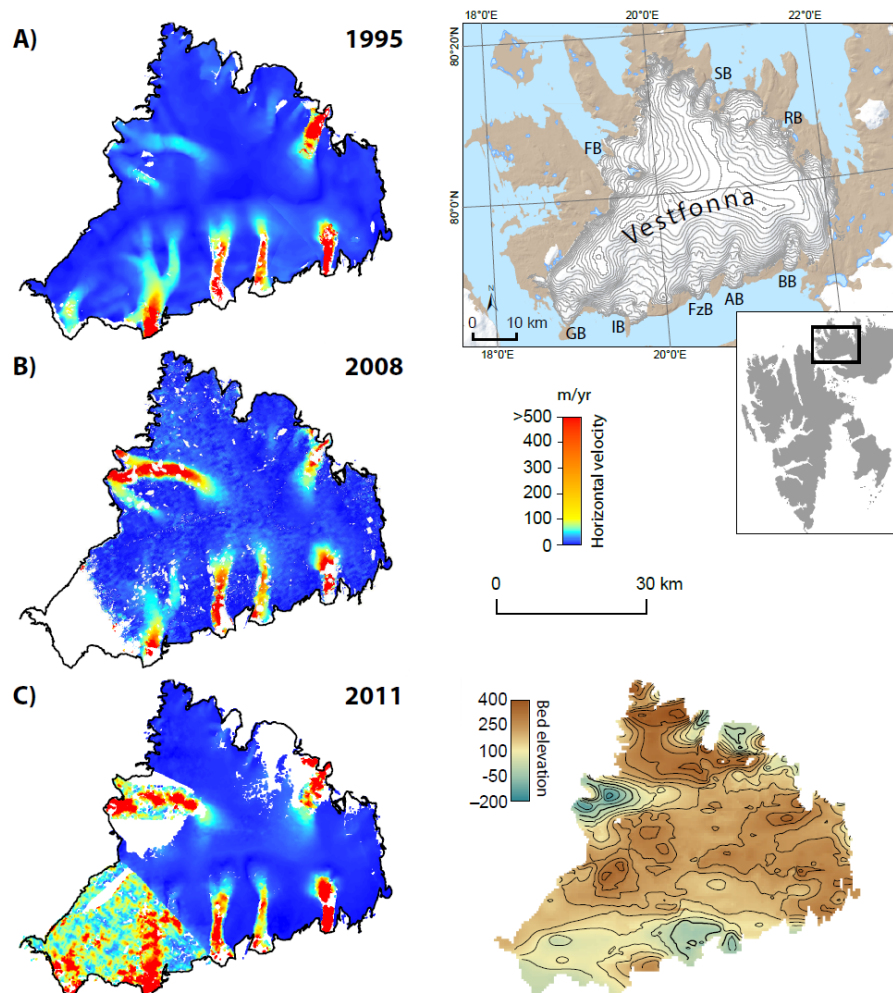 A)
1995
18°0'E
20°0'E
22°0'E
80°20'N
80°0'N
SB
RB
FB
Vestfonna
N
0
10 km
GB
IB
FzB
AB
BB
18°0'E
20°0'E
B)
2008
m/yr
>500
400
300
200
100
0
Horizontal velocity
0
30 km
C)
2011
400
250
100
-50
–200
Bed elevation